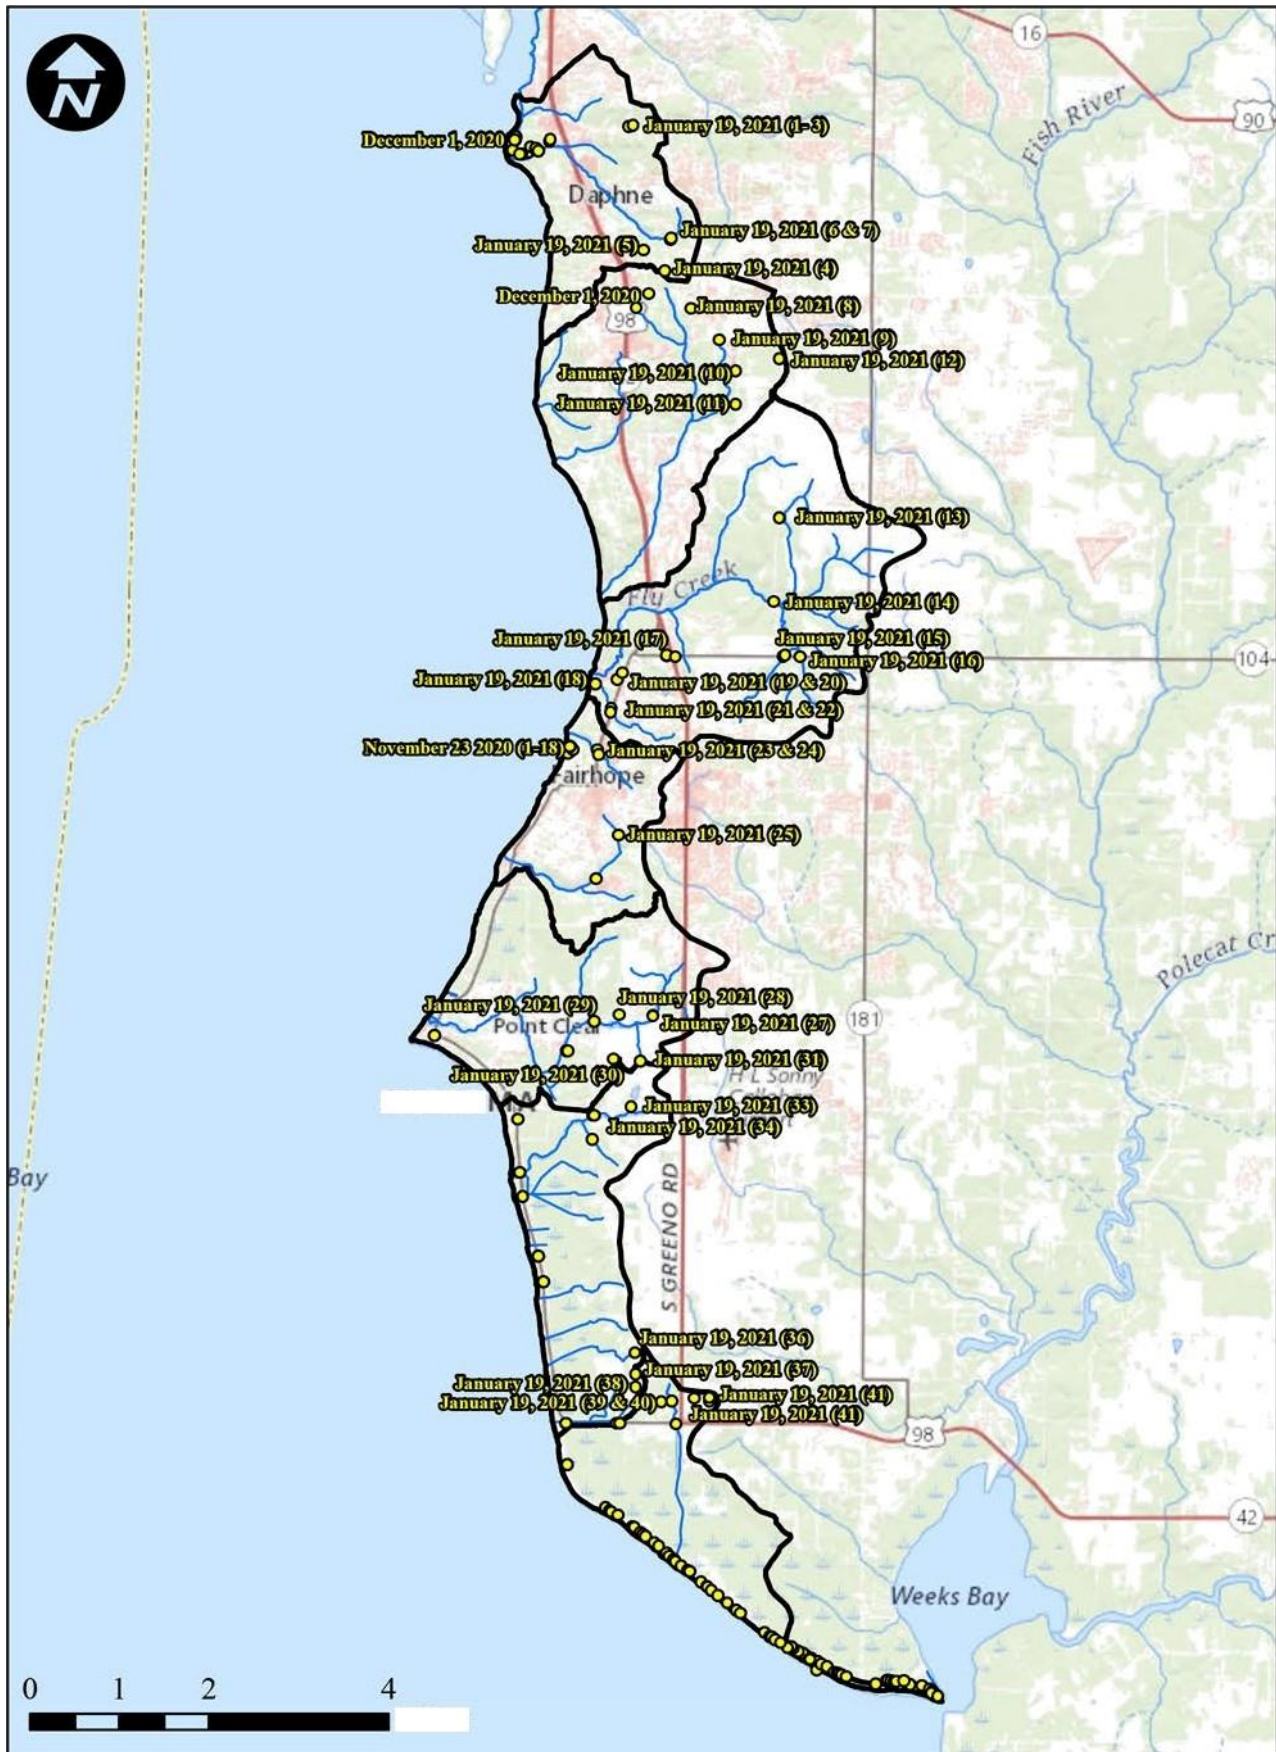 N
16
90
Fish River
January 19, 2021 (1-3)
December 1, 2020
Daphne
January 19, 2021 (6 & 7)
January 19, 2021 (5)
January 19, 2021 (4)
December 1, 2020
January 19, 2021 (8)
98
January 19, 2021 (9)
January 19, 2021 (12)
January 19, 2021 (10)
January 19, 2021 (11)
January 19, 2021 (13)
Fly Creek
January 19, 2021 (14)
January 19, 2021 (17)
January 19, 2021 (15)
January 19, 2021 (16)
104
January 19, 2021 (18)
January 19, 2021 (19 & 20)
January 19, 2021 (21 & 22)
November 23 2020 (1-18)
January 19, 2021 (23 & 24)
Fairhope
January 19, 2021 (25)
Polecat Cr
January 19, 2021 (28)
January 19, 2021 (29)
Point Clear
January 19, 2021 (27)
181
January 19, 2021 (31)
January 19, 2021 (30)
H L Sonny
January 19, 2021 (33)
January 19, 2021 (34)
Bay
S GREENO RD
January 19, 2021 (36)
January 19, 2021 (37)
January 19, 2021 (38)
January 19, 2021 (39 & 40)
January 19, 2021 (41)
January 19, 2021 (41)
98
42
Weeks Bay
0 1 2 4